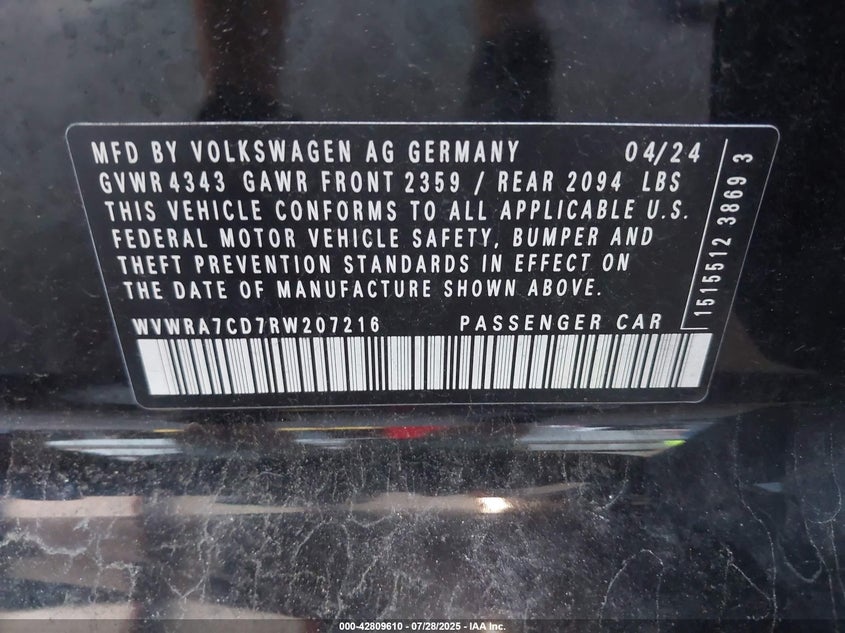 MFD BY VOLKSWAGEN AG GERMANY 04/24
GVWR 4343 GAWR FRONT 2359 / REAR 2094 LBS
THIS VEHICLE CONFORMS TO ALL APPLICABLE U.S.
FEDERAL MOTOR VEHICLE SAFETY, BUMPER AND
THEFT PREVENTION STANDARDS IN EFFECT ON
THE DATE OF MANUFACTURE SHOWN ABOVE.
WVWRA7CD7RW207216 PASSENGER CAR
1515512 3869 3
000-42809610 / 07/28/2025 - IAA Inc.